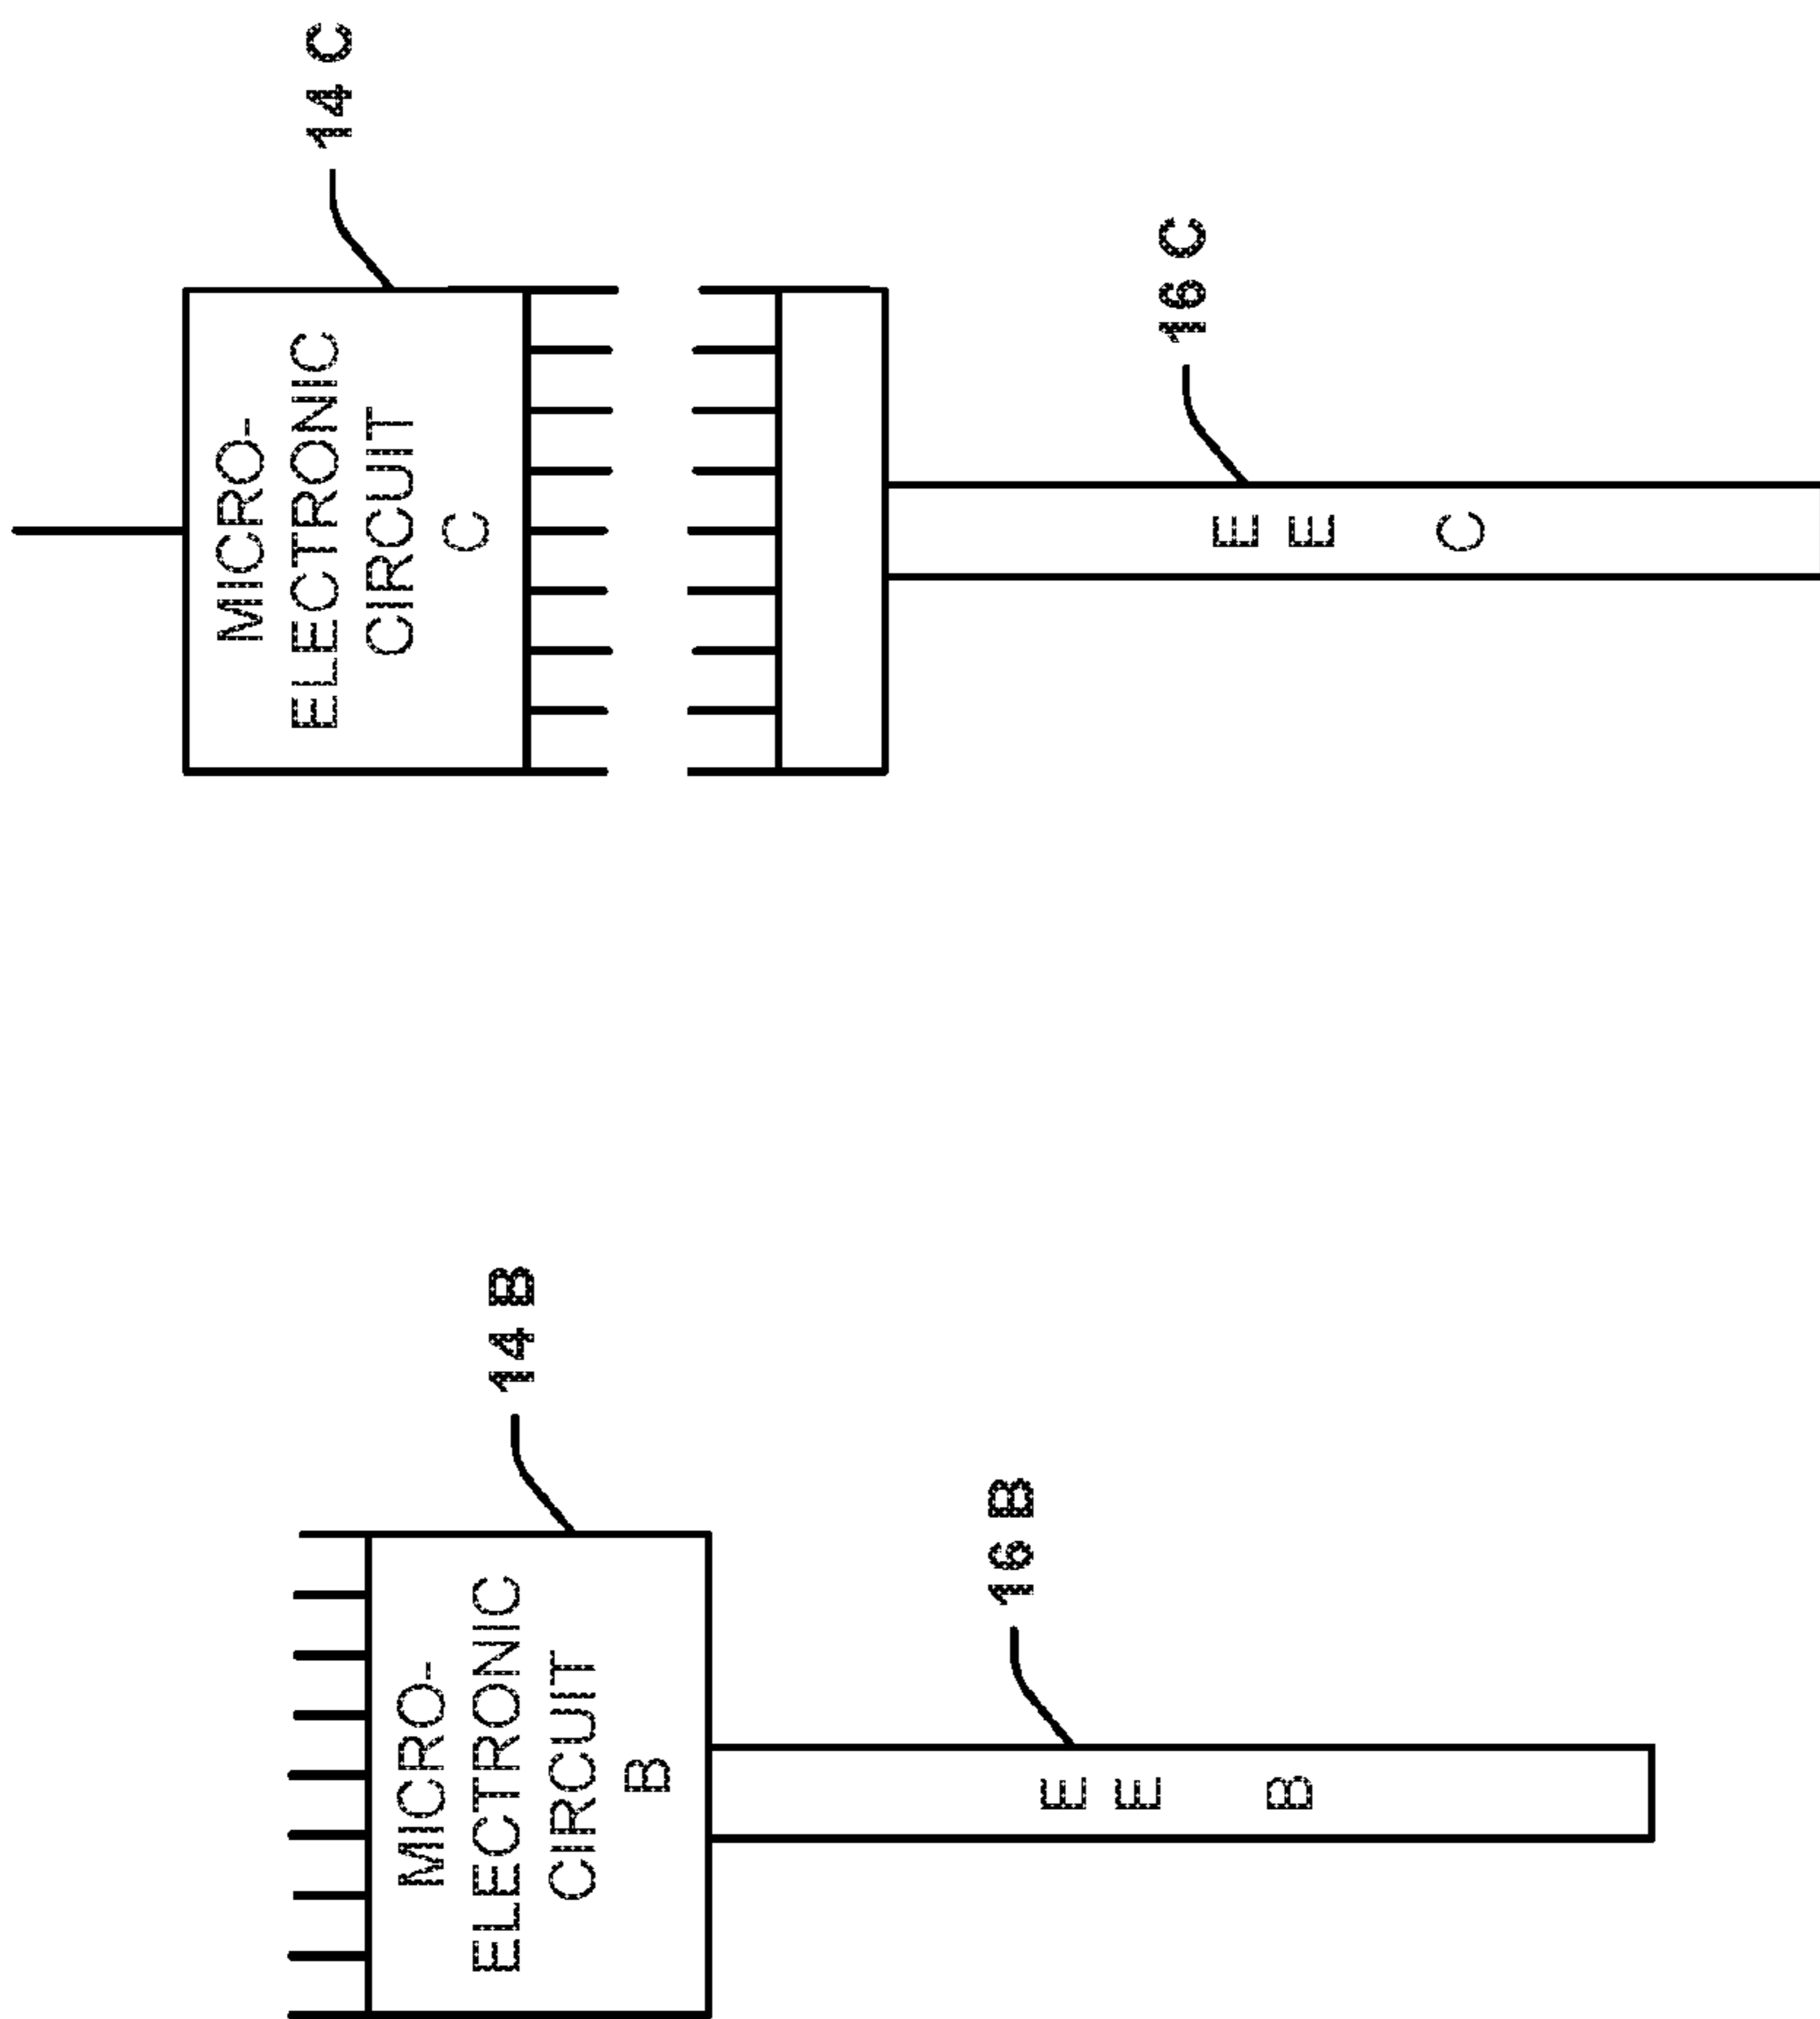 14 C
MICRO-
ELECTRONIC
CIRCUIT
C
16 C
E
E
C
14 B
MICRO-
ELECTRONIC
CIRCUIT
B
16 B
E
E
B